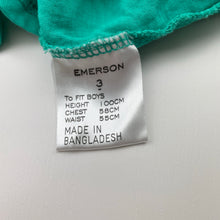 EMERSON
3
TO FIT BOYS
HEIGHT 100CM
CHEST 58CM
WAIST 55CM
MADE IN
BANGLADESH